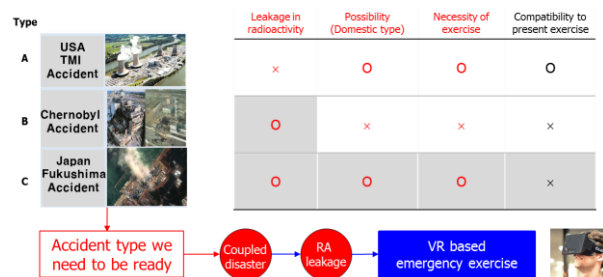 Type
Leakage in
radioactivity
Possibility
(Domestic type)
Necessity of
exercise
Compatibility to
present exercise
A
USA
TMI
Accident
× O O O
B
Chernobyl
Accident
O × × ×
C
Japan
Fukushima
Accident
O O O ×
Accident type we
need to be ready
Coupled
disaster
RA
leakage
VR based
emergency exercise